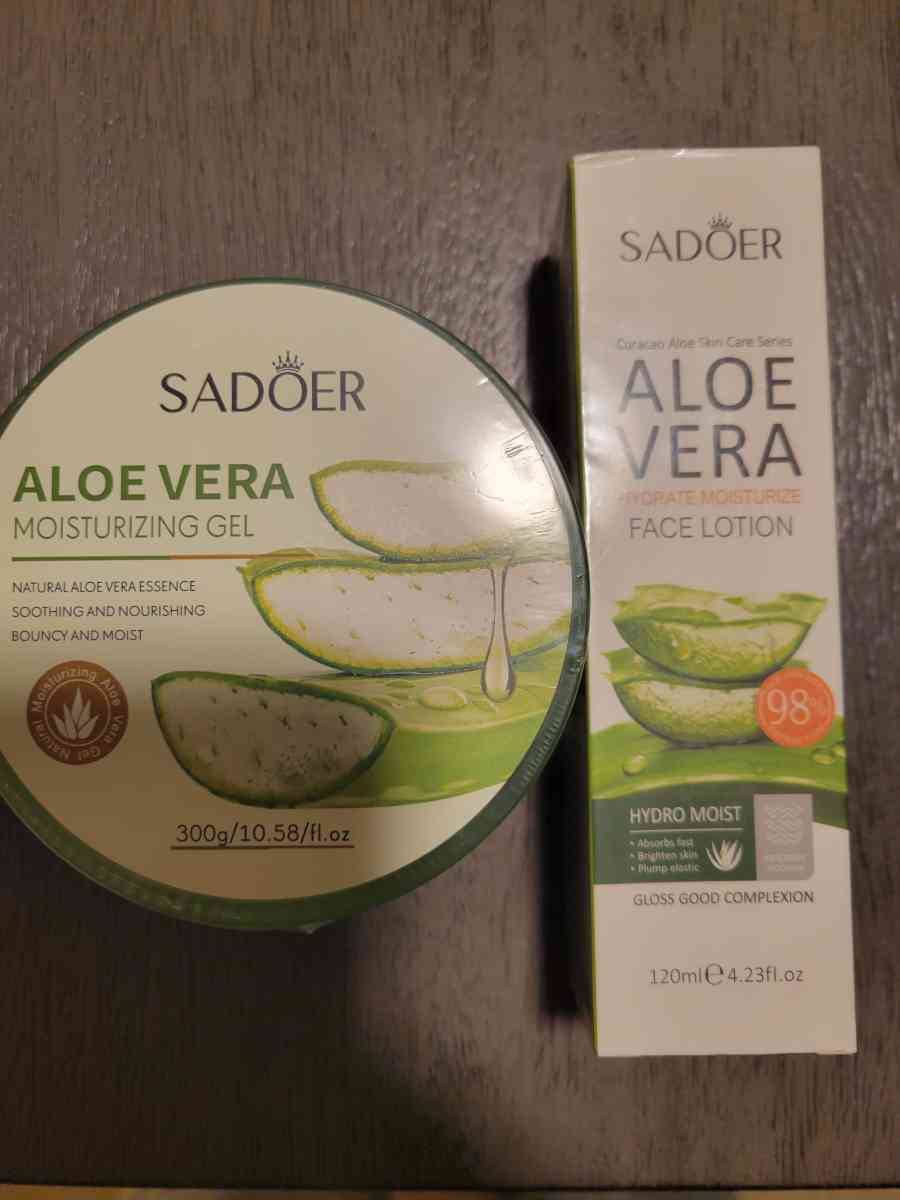 SADOER
ALOE VERA
MOISTURIZING GEL
NATURAL ALOE VERA ESSENCE
SOOTHING AND NOURISHING
BOUNCY AND MOIST
Moisturizing Aloe Vera Gel Natural
300g/10.58/fl.oz
SADOER
Curacao Aloe Skin Care Series
ALOE
VERA
HYDRATE MOISTURIZE
FACE LOTION
98%
HYDRO MOIST
• Absorbs fast
• Brighten skin
• Plump elastic
GLOSS GOOD COMPLEXION
120ml℮4.23fl.oz